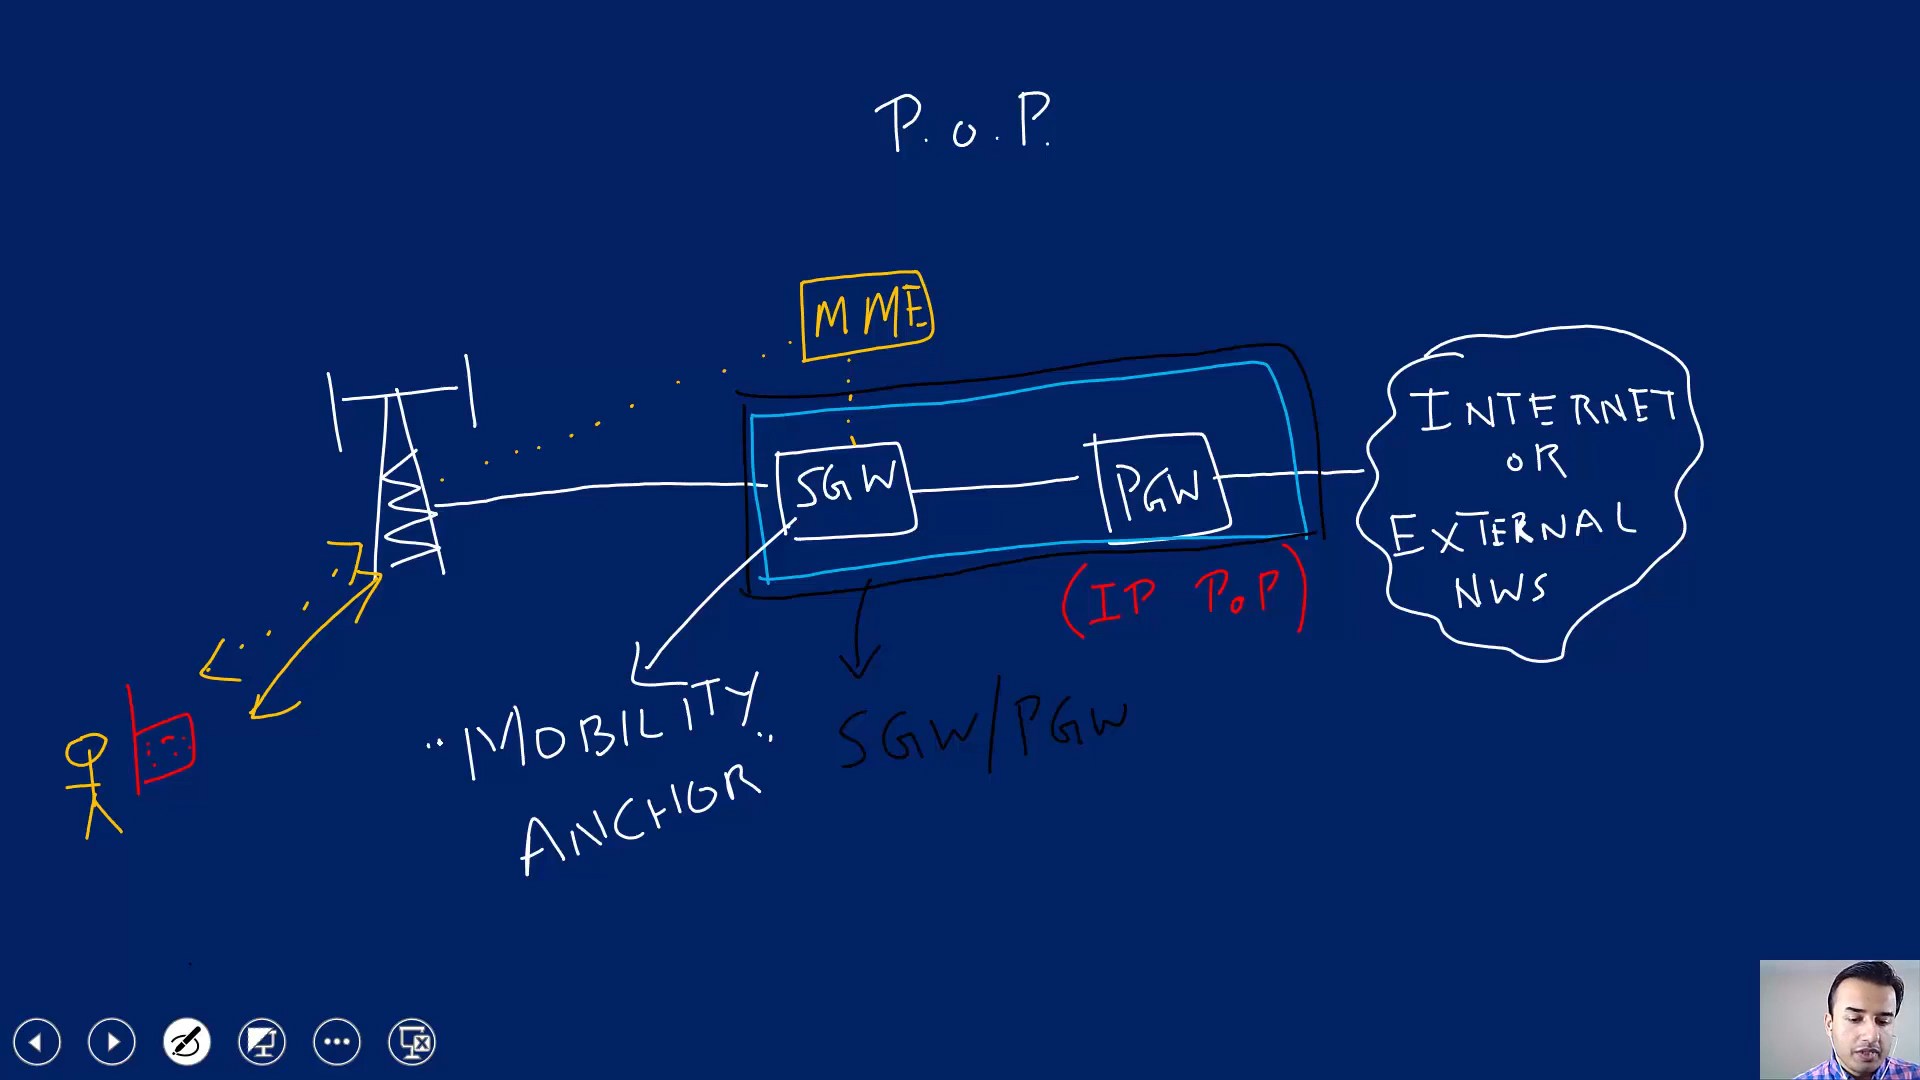 P.o.P.
MME
SGW
PGW
INTERNET
OR
EXTERNAL
NWS
(IP PoP)
"MOBILITY"
ANCHOR
SGW/PGW